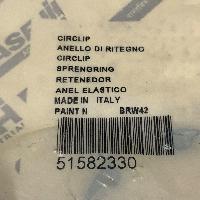 CIRCLIP
ANELLO DI RITEGNO
CIRCLIP
SPRENGRING
RETENEDOR
ANEL ELASTICO
MADE IN ITALY
PAINT N BRW42
51582330